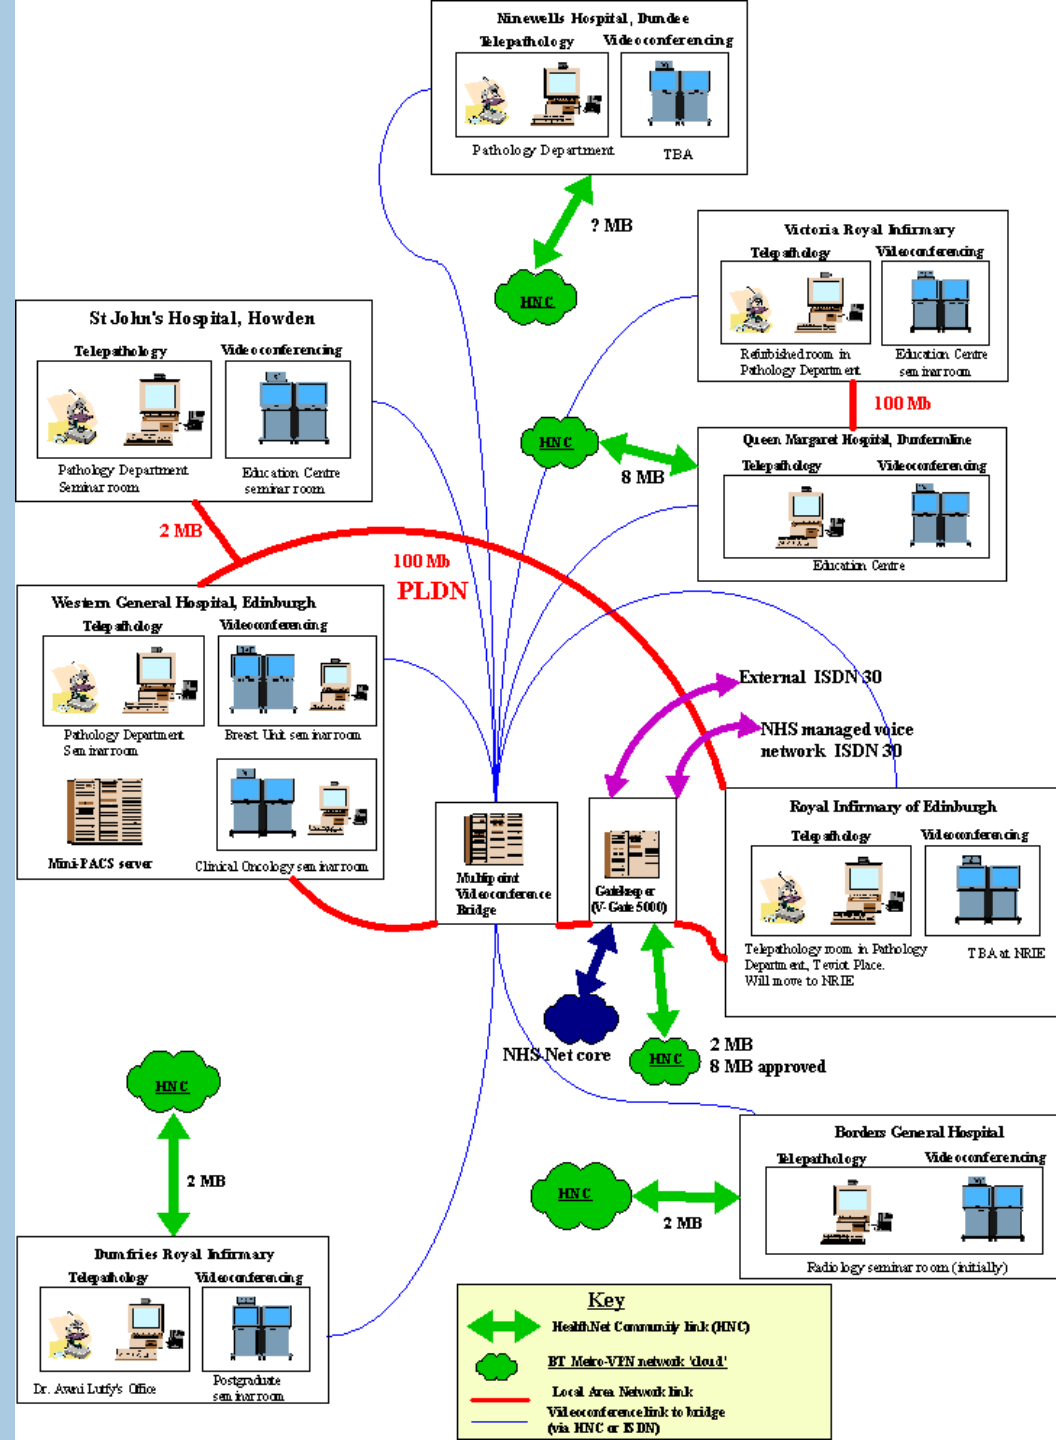 Ninewells Hospital, Dundee
Telepathology Videoconferencing
Pathology Department
TBA
? MB
HNC
Victoria Royal Infirmary
Telepathology Videoconferencing
Refurbished room in
Pathology Department
Education Centre
seminar room
100 Mb
St John's Hospital, Howden
Telepathology Videoconferencing
Pathology Department
Seminar room
Education Centre
seminar room
2 MB
HNC
8 MB
Queen Margaret Hospital, Dunfermline
Telepathology Videoconferencing
Education Centre
100 Mb
PLDN
Western General Hospital, Edinburgh
Telepathology Videoconferencing
Pathology Department
Seminar room
Breast Unit seminar room
Mini-PACS server
Clinical Oncology seminar room
External ISDN 30
NHS managed voice
network ISDN 30
Multipoint
Videoconference
Bridge
Gatekeeper
(V-Gate 5000)
Royal Infirmary of Edinburgh
Telepathology Videoconferencing
Telepathology room in Pathology
Department, Teviot Place.
Will move to NRIE
TBA at NRIE
NHS-Net core
HNC
2 MB
8 MB approved
HNC
2 MB
Borders General Hospital
Telepathology Videoconferencing
Radiology seminar room (initially)
HNC
2 MB
Dumfries Royal Infirmary
Telepathology Videoconferencing
Dr. Avani Lutfy's Office
Postgraduate
seminar room
Key
HealthNet Community link (HNC)
BT Metro-VPN network 'cloud'
Local Area Network link
Videoconference link to bridge
(via HNC or ISDN)